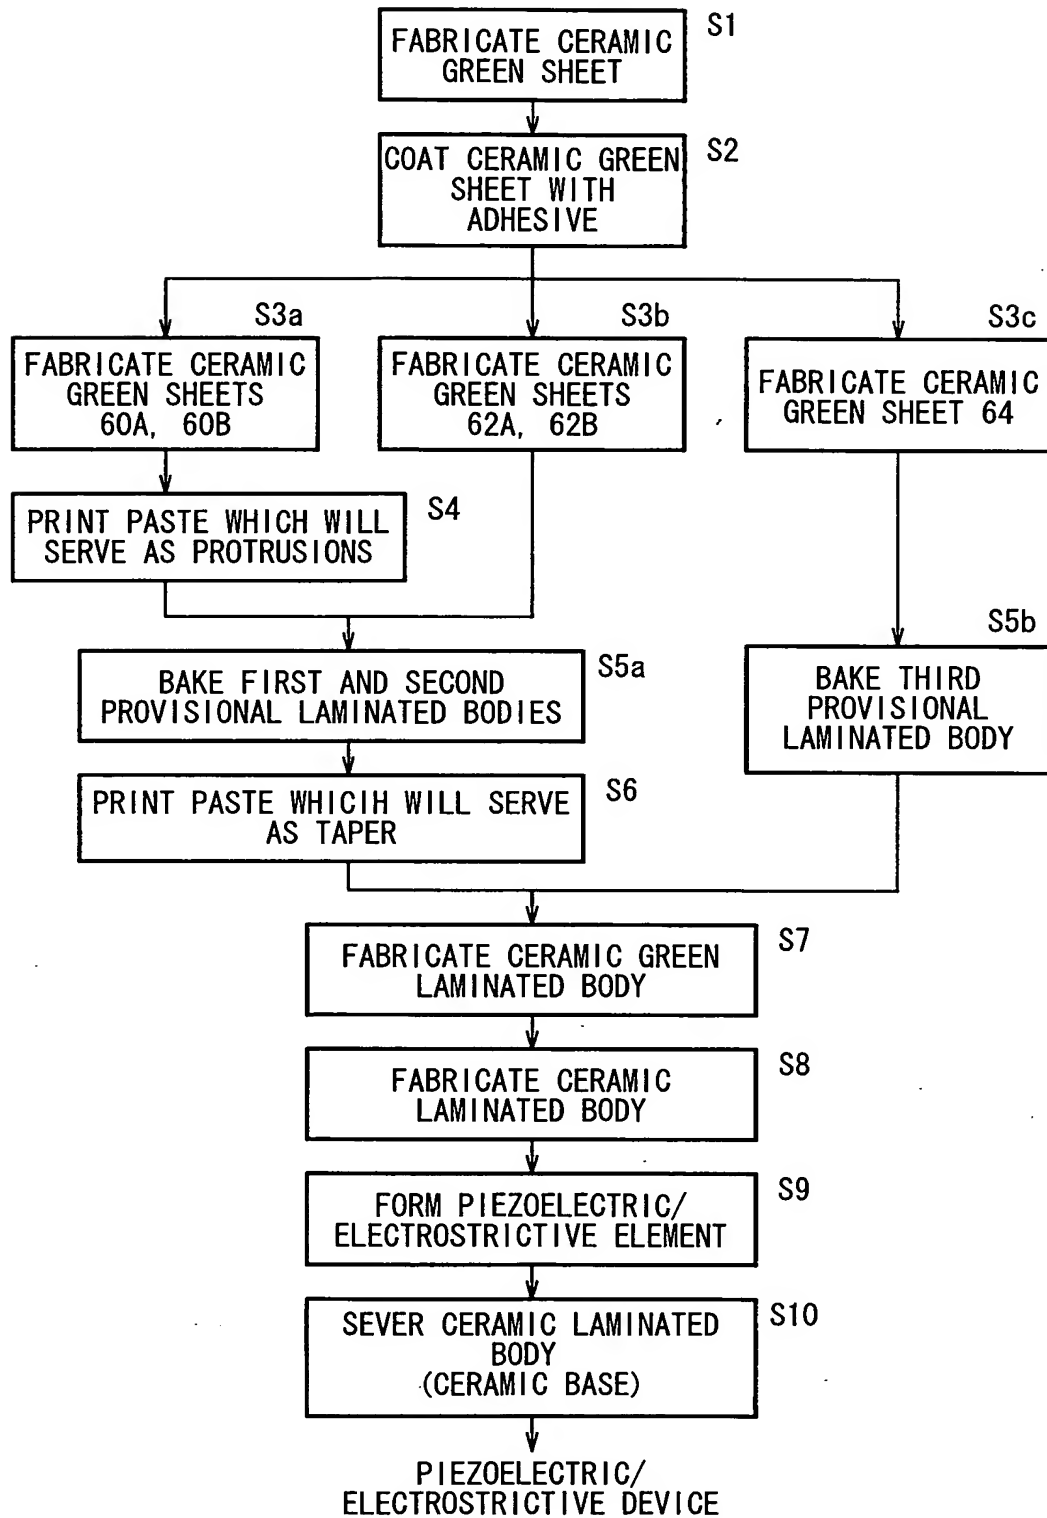 S1
FABRICATE CERAMIC
GREEN SHEET
S2
COAT CERAMIC GREEN
SHEET WITH
ADHESIVE
S3a
FABRICATE CERAMIC
GREEN SHEETS
60A, 60B
S3b
FABRICATE CERAMIC
GREEN SHEETS
62A, 62B
S3c
FABRICATE CERAMIC
GREEN SHEET 64
S4
PRINT PASTE WHICH WILL
SERVE AS PROTRUSIONS
S5a
BAKE FIRST AND SECOND
PROVISIONAL LAMINATED BODIES
S5b
BAKE THIRD
PROVISIONAL
LAMINATED BODY
S6
PRINT PASTE WHICIH WILL SERVE
AS TAPER
S7
FABRICATE CERAMIC GREEN
LAMINATED BODY
S8
FABRICATE CERAMIC
LAMINATED BODY
S9
FORM PIEZOELECTRIC/
ELECTROSTRICTIVE ELEMENT
S10
SEVER CERAMIC LAMINATED
BODY
(CERAMIC BASE)
PIEZOELECTRIC/
ELECTROSTRICTIVE DEVICE